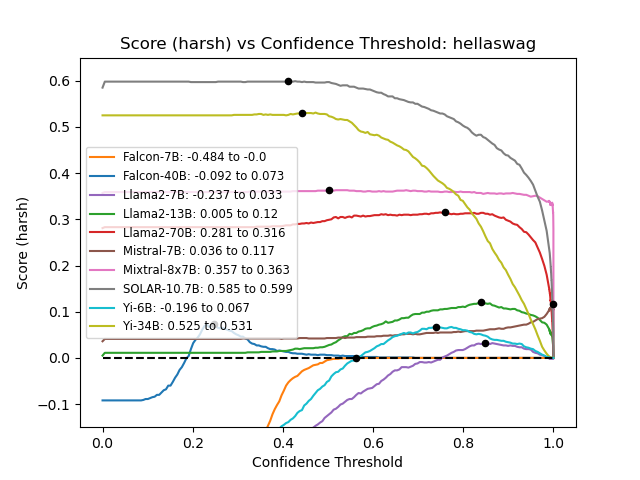 Score (harsh) vs Confidence Threshold: hellaswag
0.6
0.5
0.4
0.3
0.2
0.1
0.0
−0.1
Score (harsh)
Falcon-7B: -0.484 to -0.0
Falcon-40B: -0.092 to 0.073
Llama2-7B: -0.237 to 0.033
Llama2-13B: 0.005 to 0.12
Llama2-70B: 0.281 to 0.316
Mistral-7B: 0.036 to 0.117
Mixtral-8x7B: 0.357 to 0.363
SOLAR-10.7B: 0.585 to 0.599
Yi-6B: -0.196 to 0.067
Yi-34B: 0.525 to 0.531
0.0 0.2 0.4 0.6 0.8 1.0
Confidence Threshold